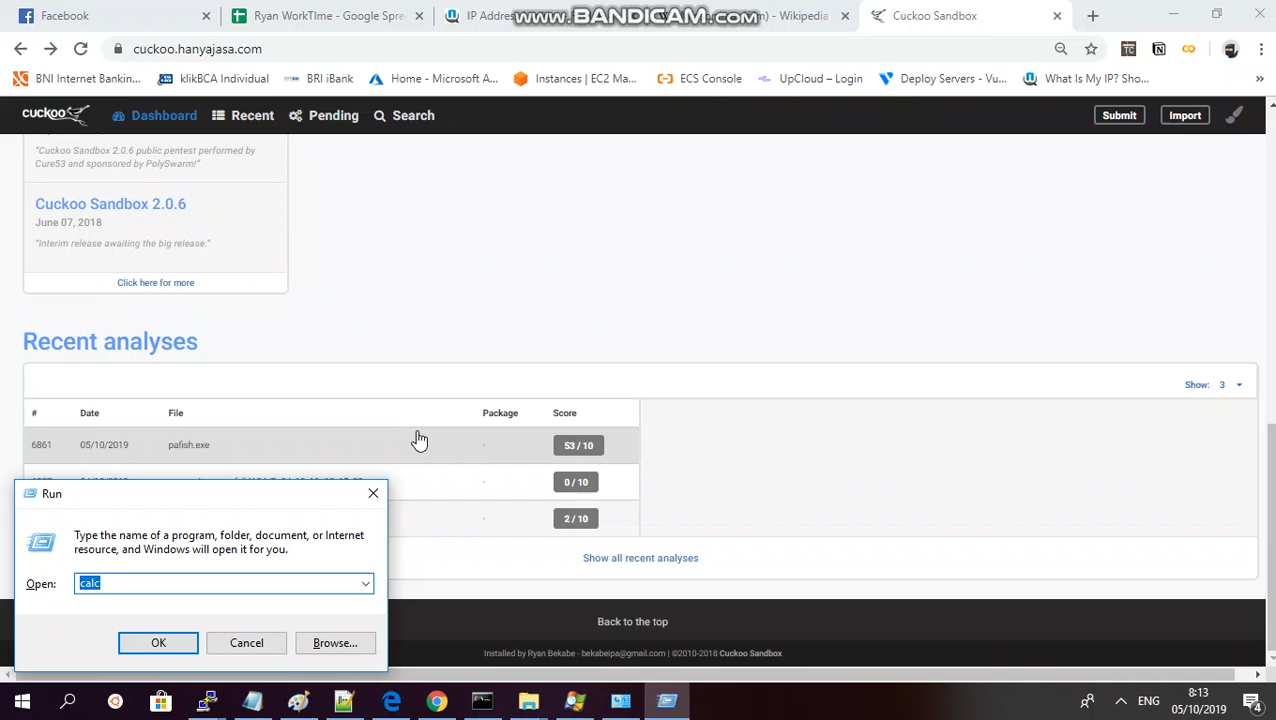 Facebook
Ryan WorkTIme - Google Spre
IP Addre
www.BANDICAM.com
) - Wikipedia
Cuckoo Sandbox
cuckoo.hanyajasa.com
BNI Internet Bankin...
klikBCA Individual
BRI iBank
Home - Microsoft A...
Instances | EC2 Ma...
ECS Console
UpCloud – Login
Deploy Servers - Vu...
What Is My IP? Sho...
cuckoo
Dashboard
Recent
Pending
Search
Submit
Import
"Cuckoo Sandbox 2.0.6 public pentest performed by
Cure53 and sponsored by PolySwarm!"
Cuckoo Sandbox 2.0.6
June 07, 2018
"Interim release awaiting the big release."
Click here for more
Recent analyses
Show: 3
# Date File Package Score
6861 05/10/2019 pafish.exe - 53 / 10
- 0 / 10
- 2 / 10
Show all recent analyses
Run
Type the name of a program, folder, document, or Internet
resource, and Windows will open it for you.
Open: calc
OK
Cancel
Browse...
Back to the top
Installed by Ryan Bekabe - bekabeipa@gmail.com | ©2010-2018 Cuckoo Sandbox
ENG
8:13
05/10/2019
4